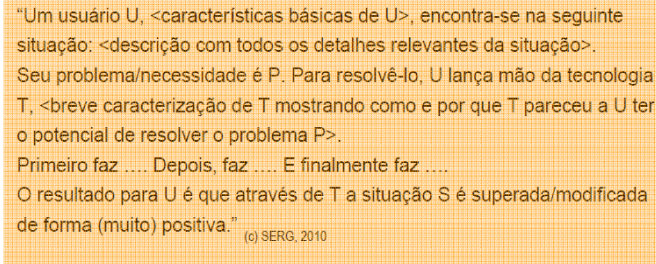 “Um usuário U, <características básicas de U>, encontra-se na seguinte
situação: <descrição com todos os detalhes relevantes da situação>.
Seu problema/necessidade é P. Para resolvê-lo, U lança mão da tecnologia
T, <breve caracterização de T mostrando como e por que T pareceu a U ter
o potencial de resolver o problema P>.
Primeiro faz .... Depois, faz .... E finalmente faz ....
O resultado para U é que através de T a situação S é superada/modificada
de forma (muito) positiva.”
(c) SERG, 2010